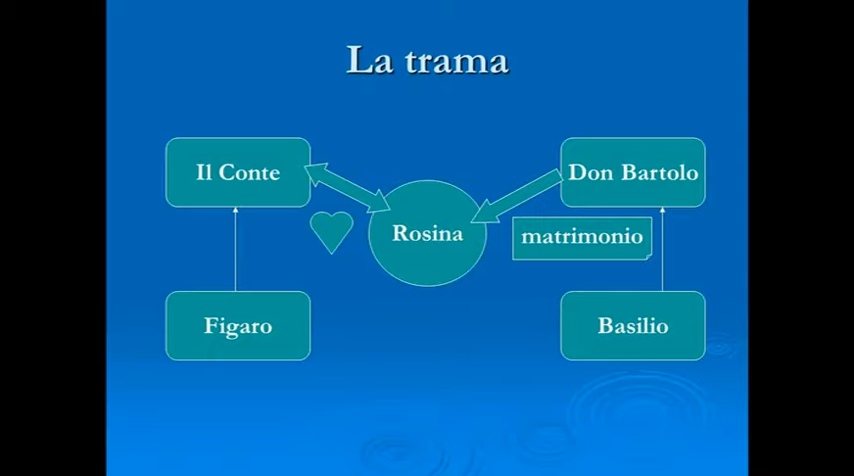 La trama
Il Conte
Don Bartolo
Rosina
matrimonio
Figaro
Basilio